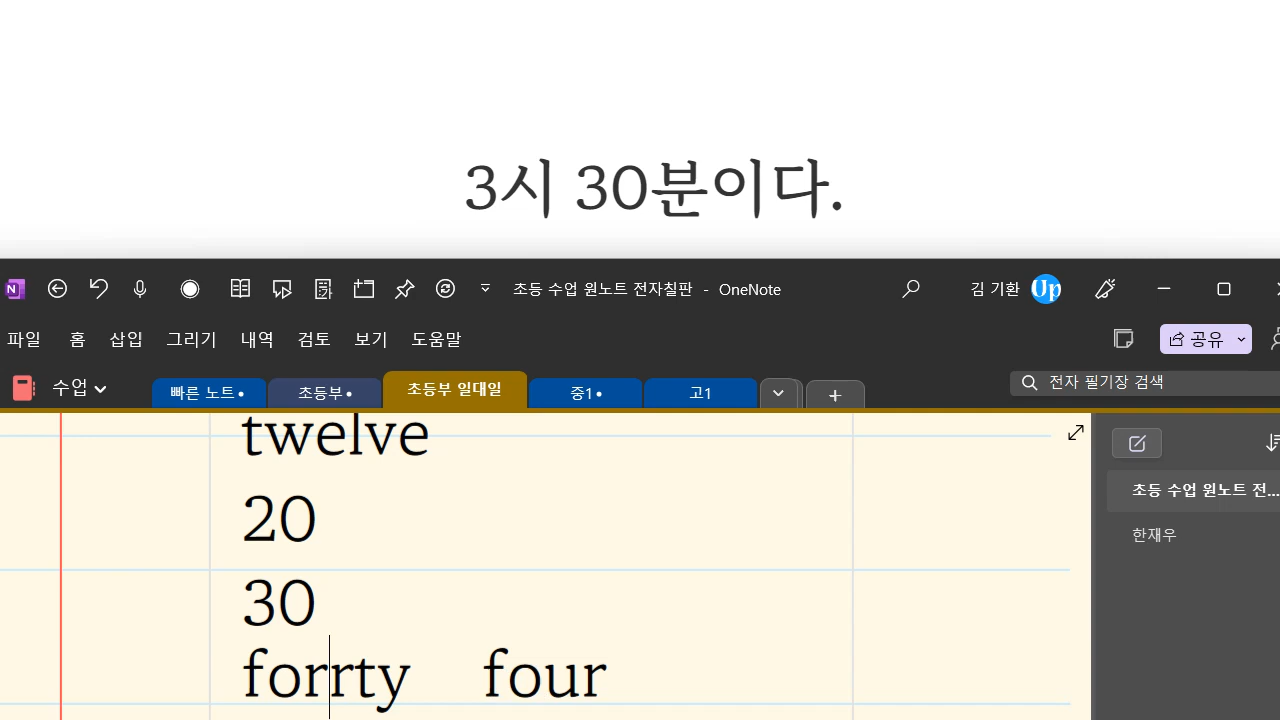 3시 30분이다.
초등 수업 원노트 전자칠판 - OneNote
김 기환
Up
파일 홈 삽입 그리기 내역 검토 보기 도움말
공유
수업
빠른 노트•
초등부•
초등부 일대일
중1•
고1
전자 필기장 검색
twelve
20
30
forrty four
초등 수업 원노트 전...
한재우